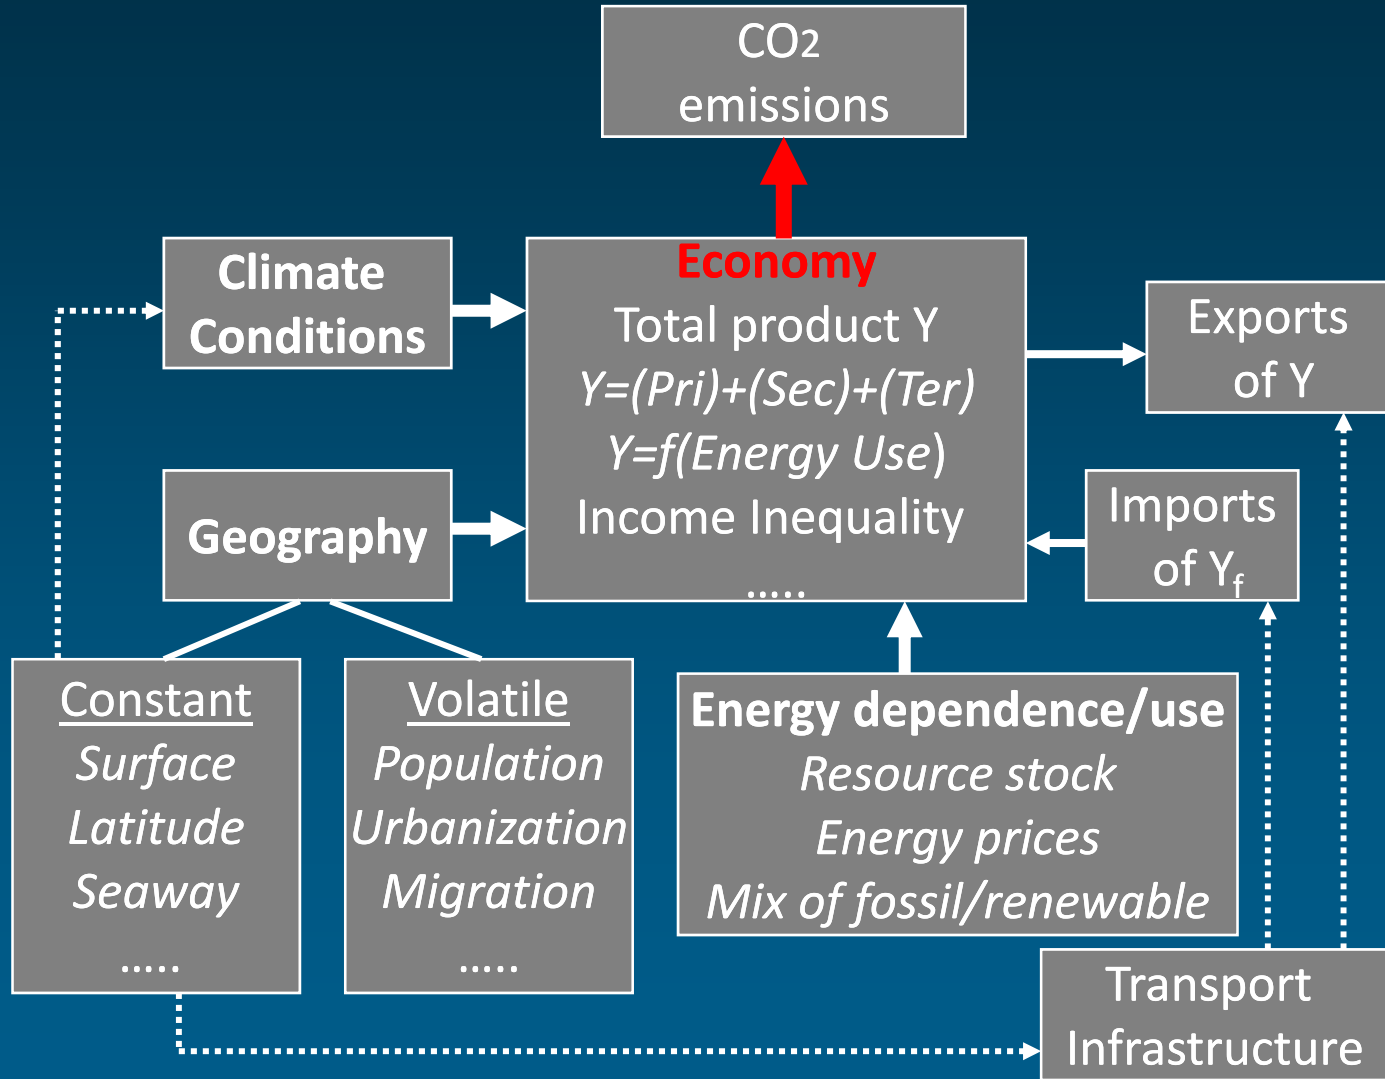 CO2
emissions
Climate
Conditions
Economy
Total product Y
Y=(Pri)+(Sec)+(Ter)
Y=f(Energy Use)
Income Inequality
.....
Exports
of Y
Geography
Imports
of Yf
Constant
Surface
Latitude
Seaway
.....
Volatile
Population
Urbanization
Migration
.....
Energy dependence/use
Resource stock
Energy prices
Mix of fossil/renewable
Transport
Infrastructure